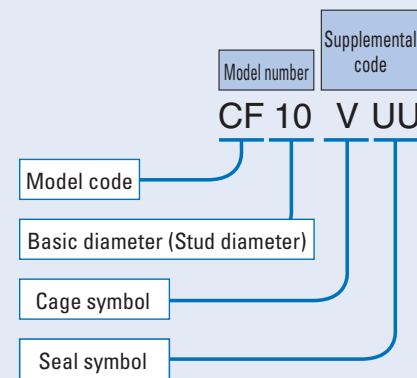 Supplemental
code
Model number
CF 10 V UU
Model code
Basic diameter (Stud diameter)
Cage symbol
Seal symbol